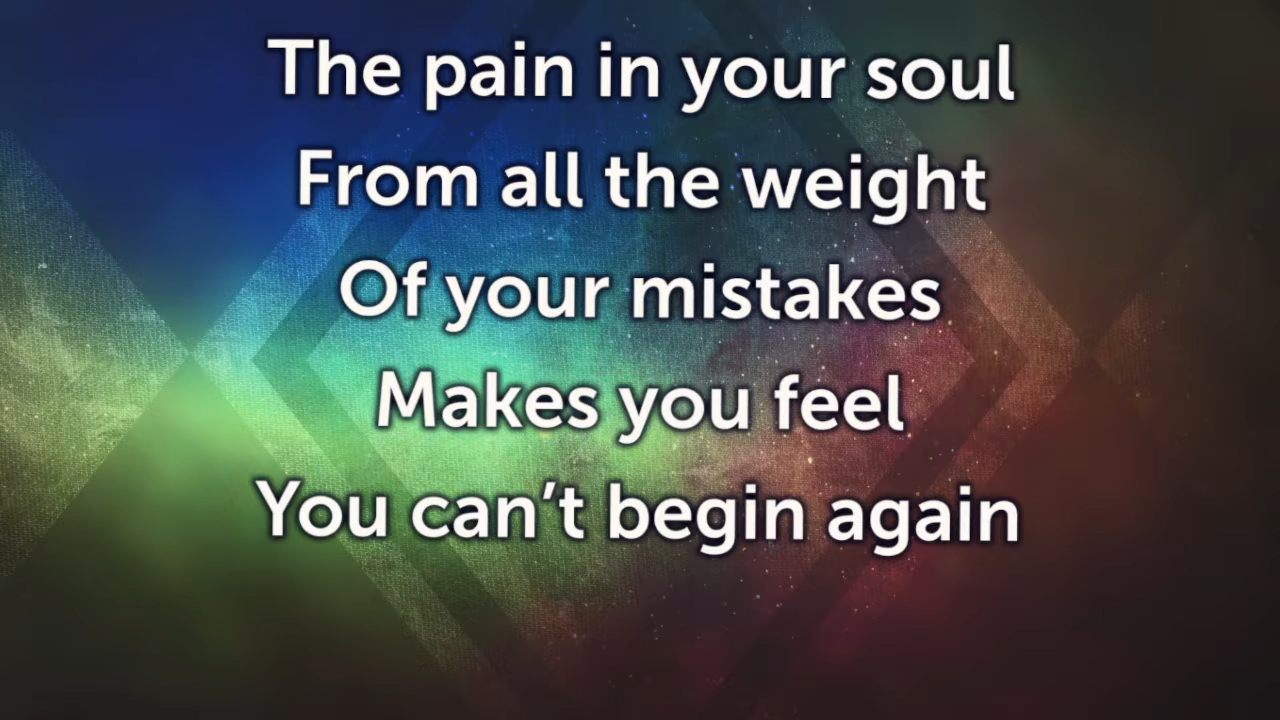 The pain in your soul
From all the weight
Of your mistakes
Makes you feel
You can’t begin again